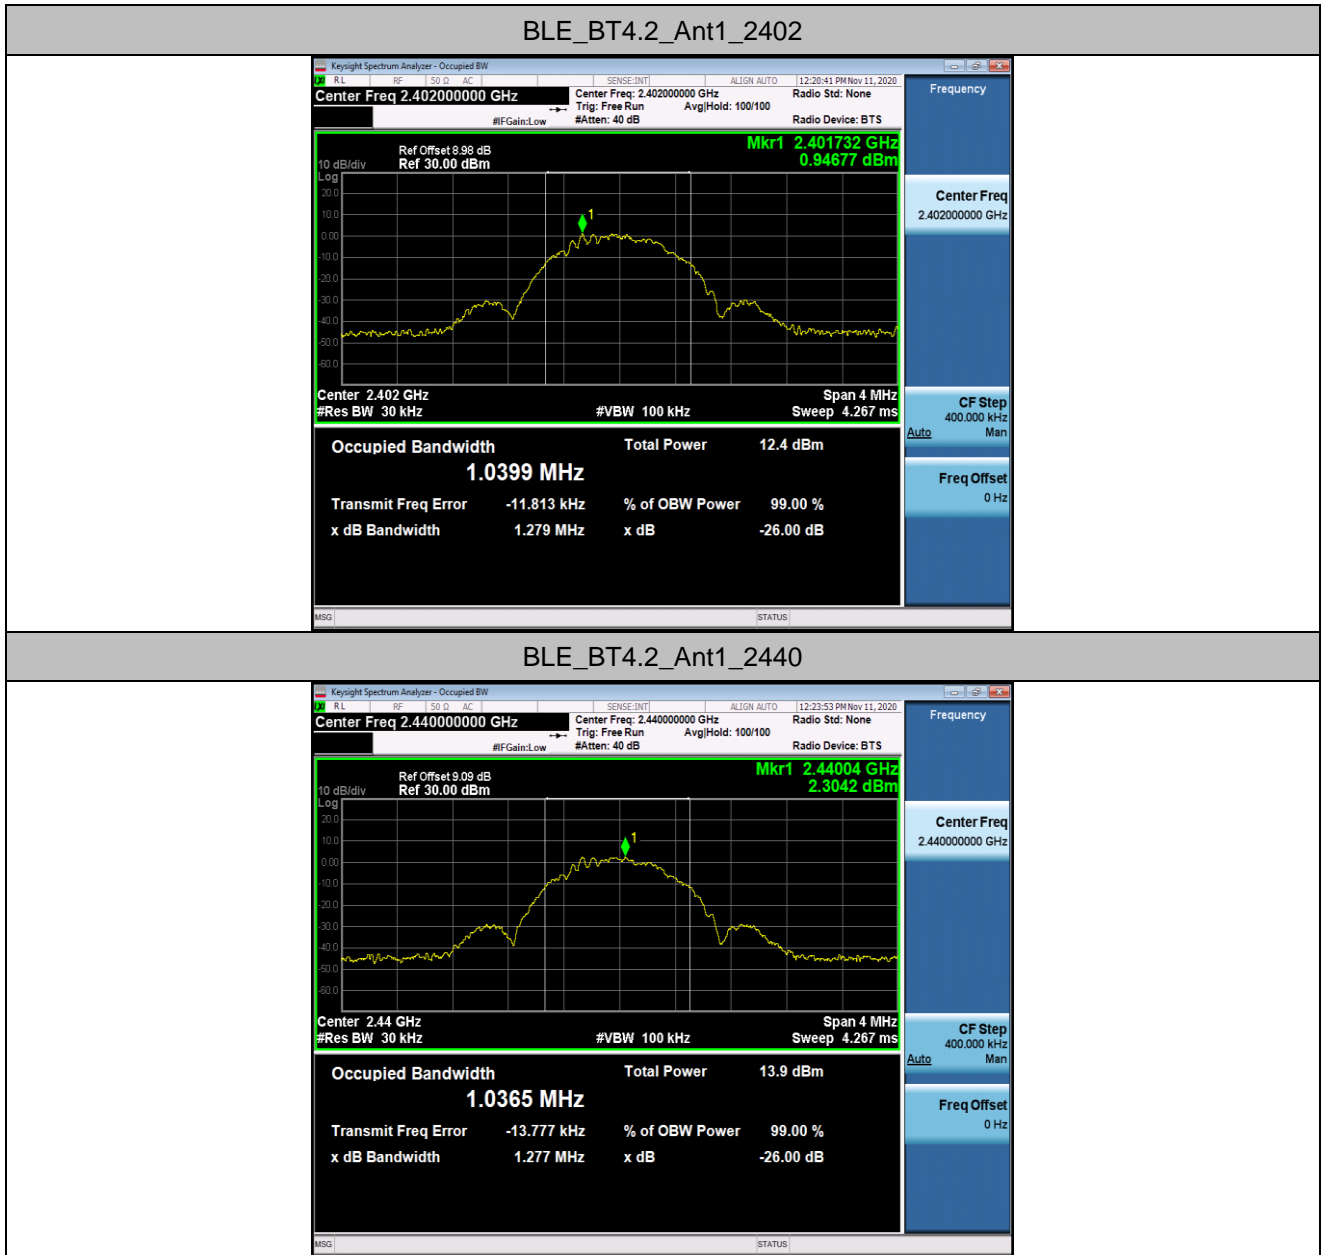 BLE_BT4.2_Ant1_2402
Keysight Spectrum Analyzer - Occupied BW
RL RF 50 Ω AC SENSE:INT ALIGN AUTO 12:20:41 PM Nov 11, 2020
Center Freq 2.402000000 GHz Center Freq: 2.402000000 GHz Radio Std: None
Trig: Free Run Avg|Hold: 100/100
#IFGain:Low #Atten: 40 dB Radio Device: BTS
Frequency
Ref Offset 8.98 dB Mkr1 2.401732 GHz
10 dB/div Ref 30.00 dBm 0.94677 dBm
Log
20.0
10.0
0.00
-10.0
-20.0
-30.0
-40.0
-50.0
-60.0
1
Center 2.402 GHz Span 4 MHz
#Res BW 30 kHz #VBW 100 kHz Sweep 4.267 ms
Center Freq
2.402000000 GHz
CF Step
400.000 kHz
Auto Man
Freq Offset
0 Hz
Occupied Bandwidth Total Power 12.4 dBm
1.0399 MHz
Transmit Freq Error -11.813 kHz % of OBW Power 99.00 %
x dB Bandwidth 1.279 MHz x dB -26.00 dB
MSG STATUS
BLE_BT4.2_Ant1_2440
Keysight Spectrum Analyzer - Occupied BW
RL RF 50 Ω AC SENSE:INT ALIGN AUTO 12:23:53 PM Nov 11, 2020
Center Freq 2.440000000 GHz Center Freq: 2.440000000 GHz Radio Std: None
Trig: Free Run Avg|Hold: 100/100
#IFGain:Low #Atten: 40 dB Radio Device: BTS
Frequency
Ref Offset 9.09 dB Mkr1 2.44004 GHz
10 dB/div Ref 30.00 dBm 2.3042 dBm
Log
20.0
10.0
0.00
-10.0
-20.0
-30.0
-40.0
-50.0
-60.0
1
Center 2.44 GHz Span 4 MHz
#Res BW 30 kHz #VBW 100 kHz Sweep 4.267 ms
Center Freq
2.440000000 GHz
CF Step
400.000 kHz
Auto Man
Freq Offset
0 Hz
Occupied Bandwidth Total Power 13.9 dBm
1.0365 MHz
Transmit Freq Error -13.777 kHz % of OBW Power 99.00 %
x dB Bandwidth 1.277 MHz x dB -26.00 dB
MSG STATUS